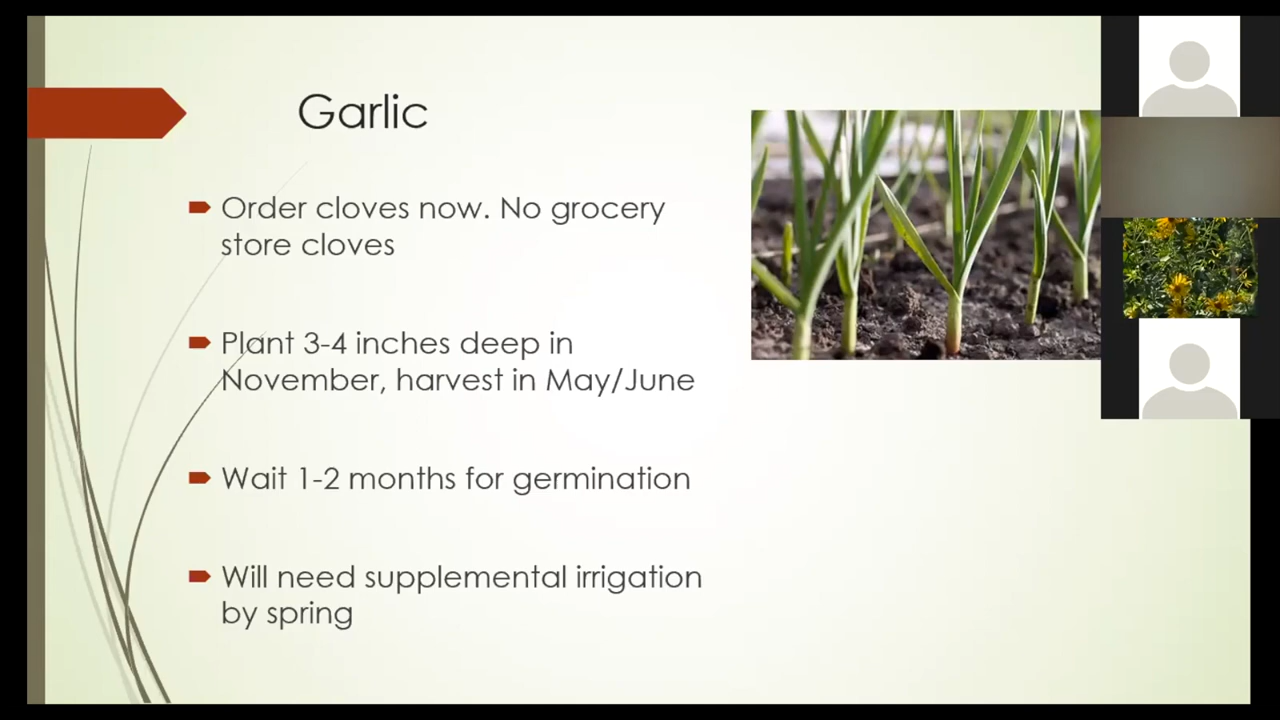 Garlic
Order cloves now. No grocery
store cloves
Plant 3-4 inches deep in
November, harvest in May/June
Wait 1-2 months for germination
Will need supplemental irrigation
by spring